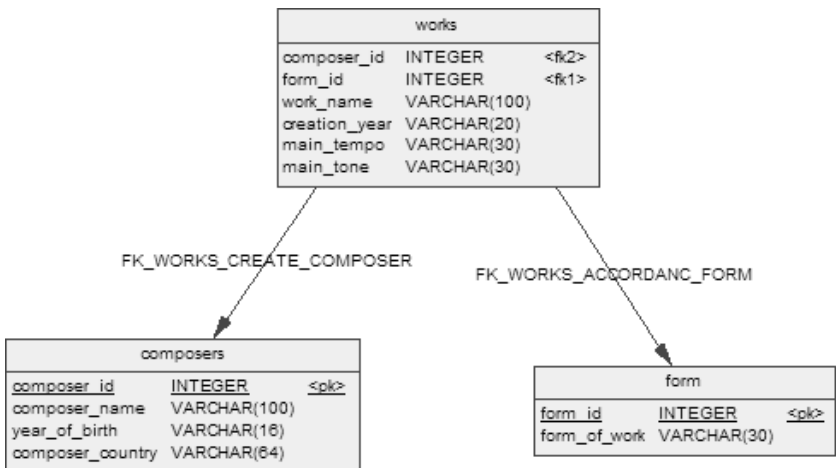 works
composer_id INTEGER <fk2>
form_id INTEGER <fk1>
work_name VARCHAR(100)
creation_year VARCHAR(20)
main_tempo VARCHAR(30)
main_tone VARCHAR(30)
FK_WORKS_CREATE_COMPOSER
FK_WORKS_ACCORDANC_FORM
composers
composer_id INTEGER <pk>
composer_name VARCHAR(100)
year_of_birth VARCHAR(16)
composer_country VARCHAR(64)
form
form_id INTEGER <pk>
form_of_work VARCHAR(30)